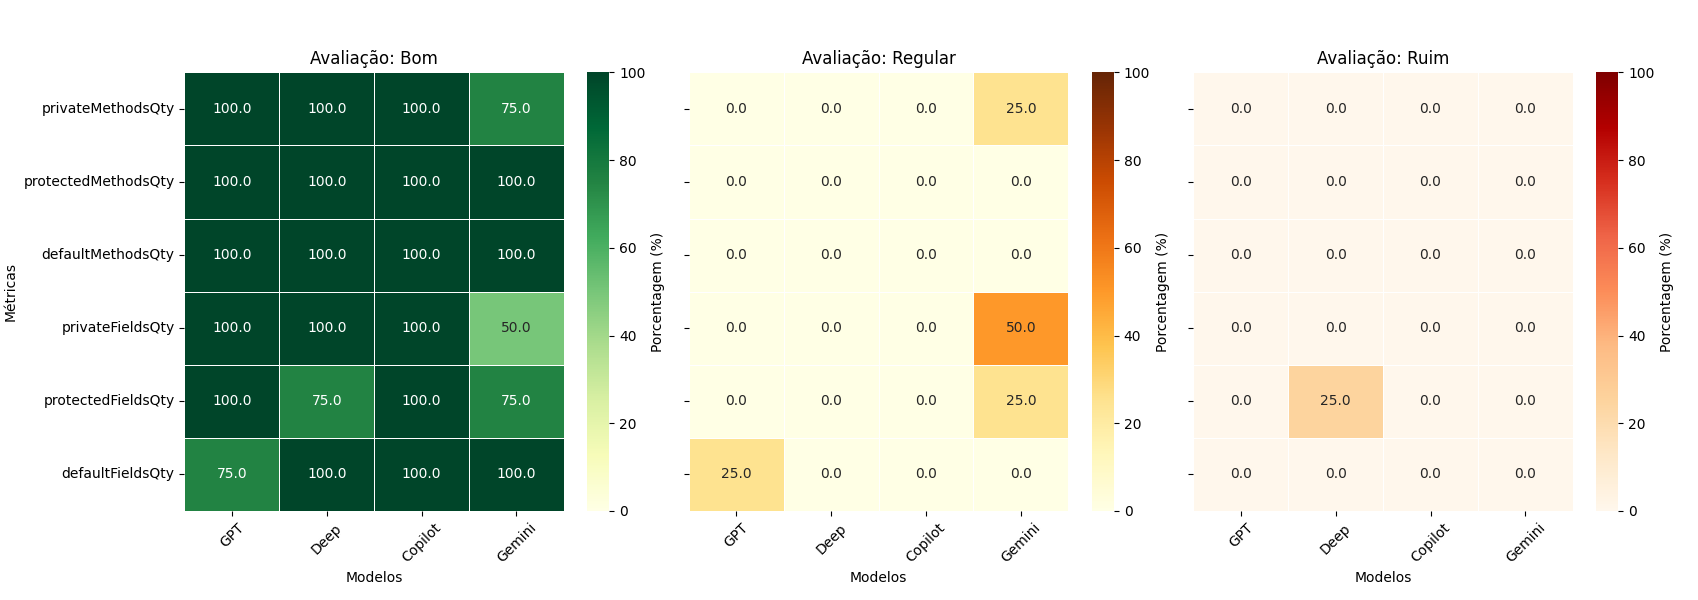 Avaliação: Bom
Avaliação: Regular
Avaliação: Ruim
Métricas
privateMethodsQty 100.0 100.0 100.0 75.0
protectedMethodsQty 100.0 100.0 100.0 100.0
defaultMethodsQty 100.0 100.0 100.0 100.0
privateFieldsQty 100.0 100.0 100.0 50.0
protectedFieldsQty 100.0 75.0 100.0 75.0
defaultFieldsQty 75.0 100.0 100.0 100.0
GPT Deep Copilot Gemini
Modelos
100
80
60
40
20
0
Porcentagem (%)
0.0 0.0 0.0 25.0
0.0 0.0 0.0 0.0
0.0 0.0 0.0 0.0
0.0 0.0 0.0 50.0
0.0 0.0 0.0 25.0
25.0 0.0 0.0 0.0
GPT Deep Copilot Gemini
Modelos
100
80
60
40
20
0
Porcentagem (%)
0.0 0.0 0.0 0.0
0.0 0.0 0.0 0.0
0.0 0.0 0.0 0.0
0.0 0.0 0.0 0.0
0.0 25.0 0.0 0.0
0.0 0.0 0.0 0.0
GPT Deep Copilot Gemini
Modelos
100
80
60
40
20
0
Porcentagem (%)